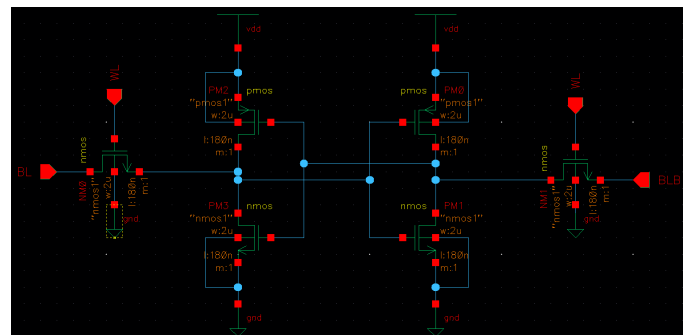 vdd
vdd
WL
PM2
pmos
"pmos1"
w:2u
l:180n
m:1
PM0
pmos
"pmos1"
w:2u
l:180n
m:1
WL
BL
nmos
NM0
"nmos1"
w:2u
l:180n
m:1
gnd
PM3
nmos
"nmos1"
w:2u
l:180n
m:1
gnd
PM1
nmos
"nmos1"
w:2u
l:180n
m:1
gnd
nmos
NM1
"nmos1"
w:2u
l:180n
m:1
gnd
BLB